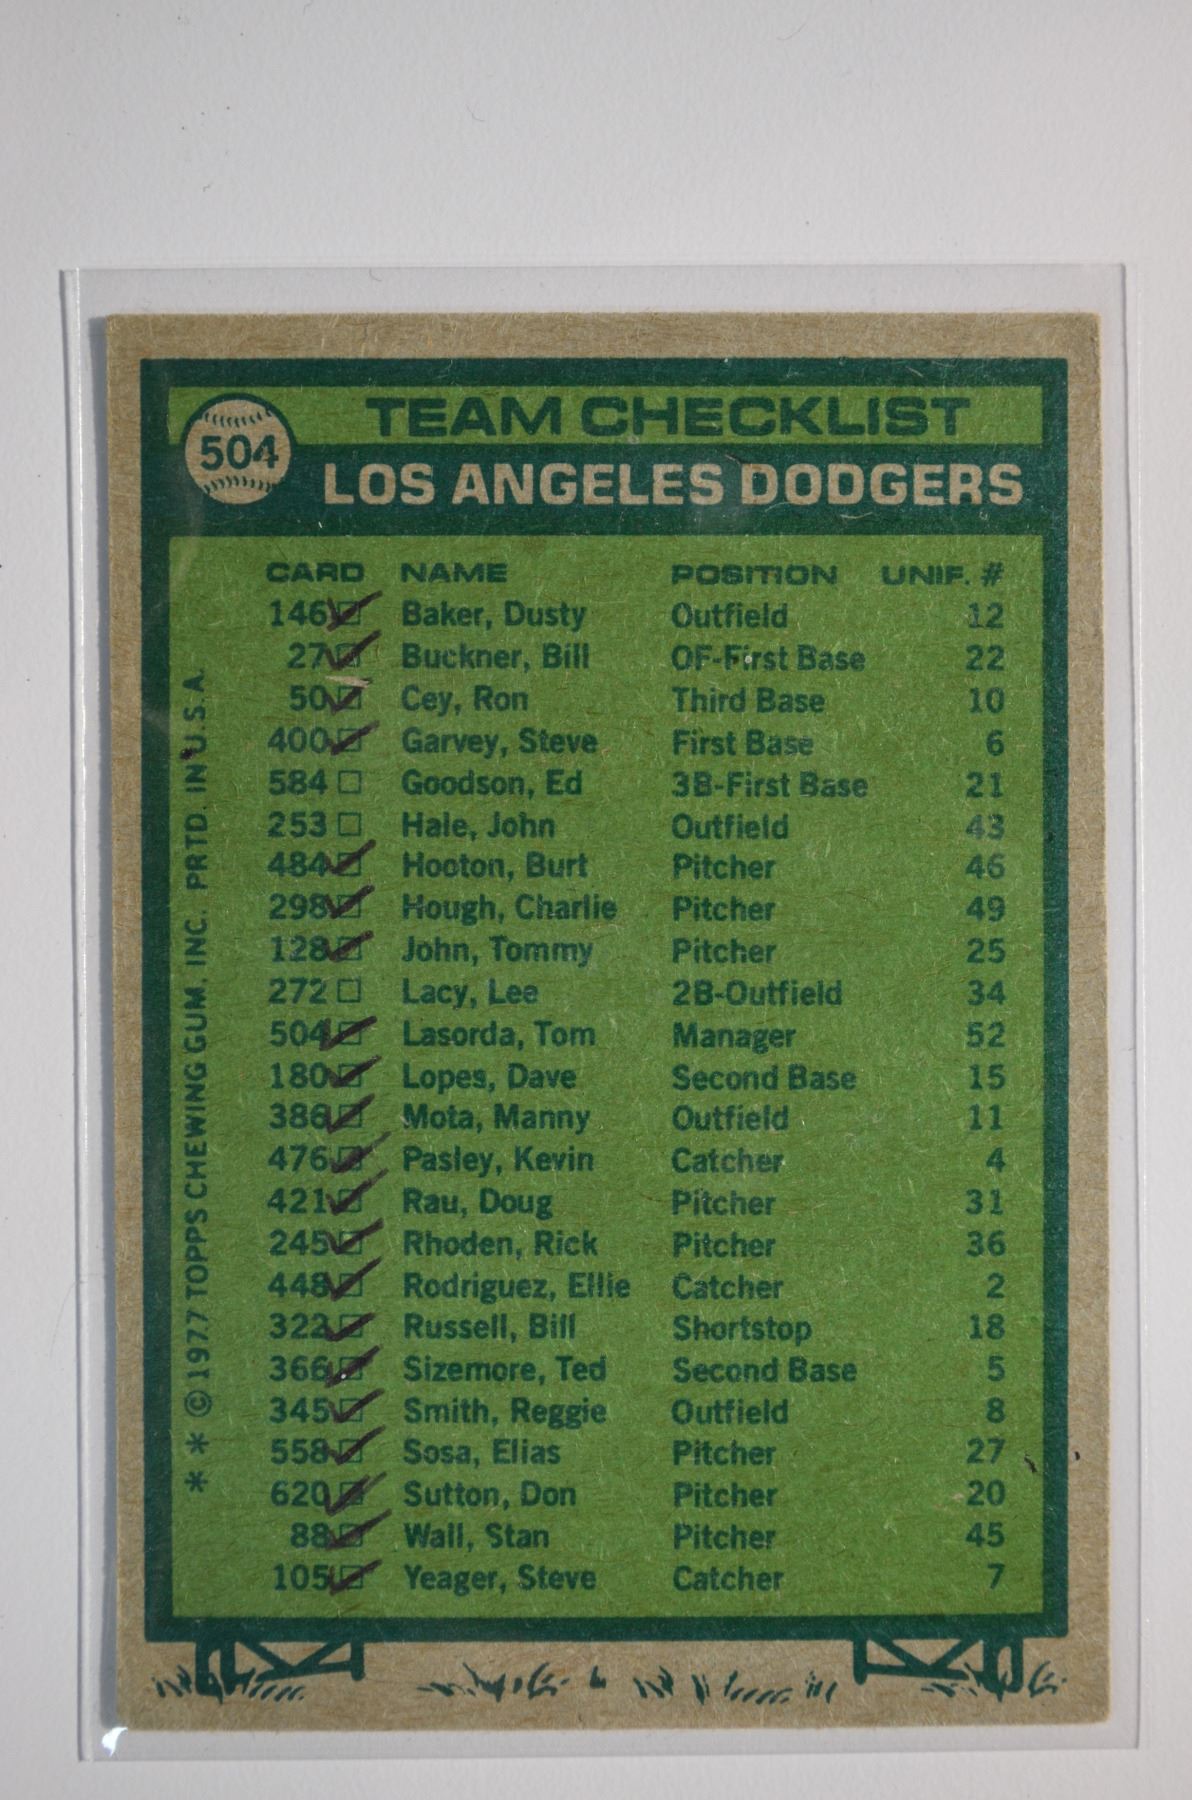 TEAM CHECKLIST
504
LOS ANGELES DODGERS
CARD NAME POSITION UNIF. #
146 Baker, Dusty Outfield 12
27 Buckner, Bill OF-First Base 22
50 Cey, Ron Third Base 10
400 Garvey, Steve First Base 6
584 Goodson, Ed 3B-First Base 21
253 Hale, John Outfield 43
484 Hooton, Burt Pitcher 46
298 Hough, Charlie Pitcher 49
128 John, Tommy Pitcher 25
272 Lacy, Lee 2B-Outfield 34
504 Lasorda, Tom Manager 52
180 Lopes, Dave Second Base 15
386 Mota, Manny Outfield 11
476 Pasley, Kevin Catcher 4
421 Rau, Doug Pitcher 31
245 Rhoden, Rick Pitcher 36
448 Rodriguez, Ellie Catcher 2
322 Russell, Bill Shortstop 18
366 Sizemore, Ted Second Base 5
345 Smith, Reggie Outfield 8
558 Sosa, Elias Pitcher 27
620 Sutton, Don Pitcher 20
88 Wall, Stan Pitcher 45
105 Yeager, Steve Catcher 7
* * © 1977 TOPPS CHEWING GUM, INC. PRTD. IN U.S.A.